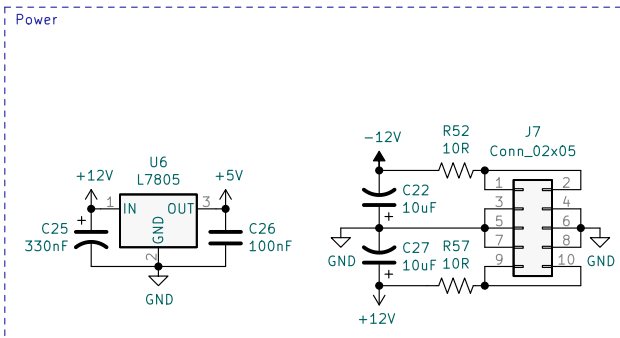 Power
U6
L7805
+12V
+5V
1
IN
OUT
3
GND
2
C25
330nF
+
C26
100nF
GND
-12V
R52
10R
J7
Conn_02x05
C22
10uF
+
GND
C27
10uF
+
R57
10R
+12V
1
2
3
4
5
6
7
8
9
10
GND